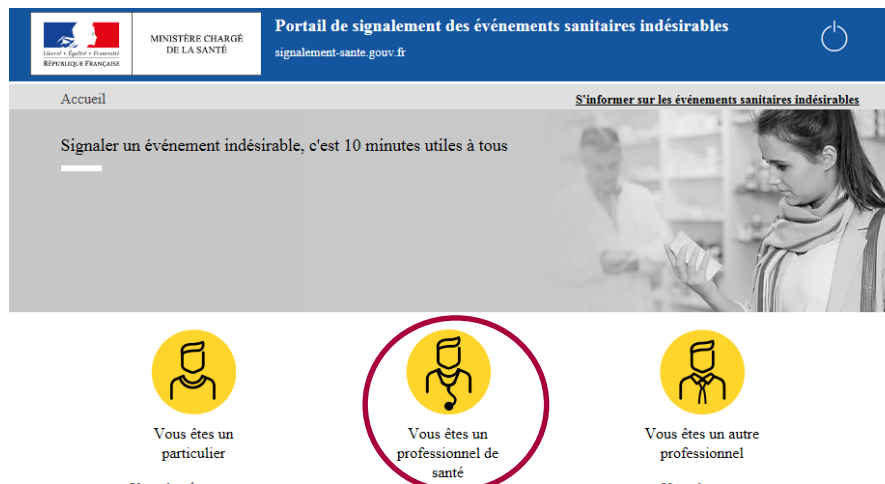 Liberté • Égalité • Fraternité
RÉPUBLIQUE FRANÇAISE
MINISTÈRE CHARGÉ
DE LA SANTÉ
Portail de signalement des événements sanitaires indésirables
signalement-sante.gouv.fr
Accueil
S'informer sur les événements sanitaires indésirables
Signaler un événement indésirable, c'est 10 minutes utiles à tous
Vous êtes un
particulier
Vous êtes un
professionnel de
santé
Vous êtes un autre
professionnel